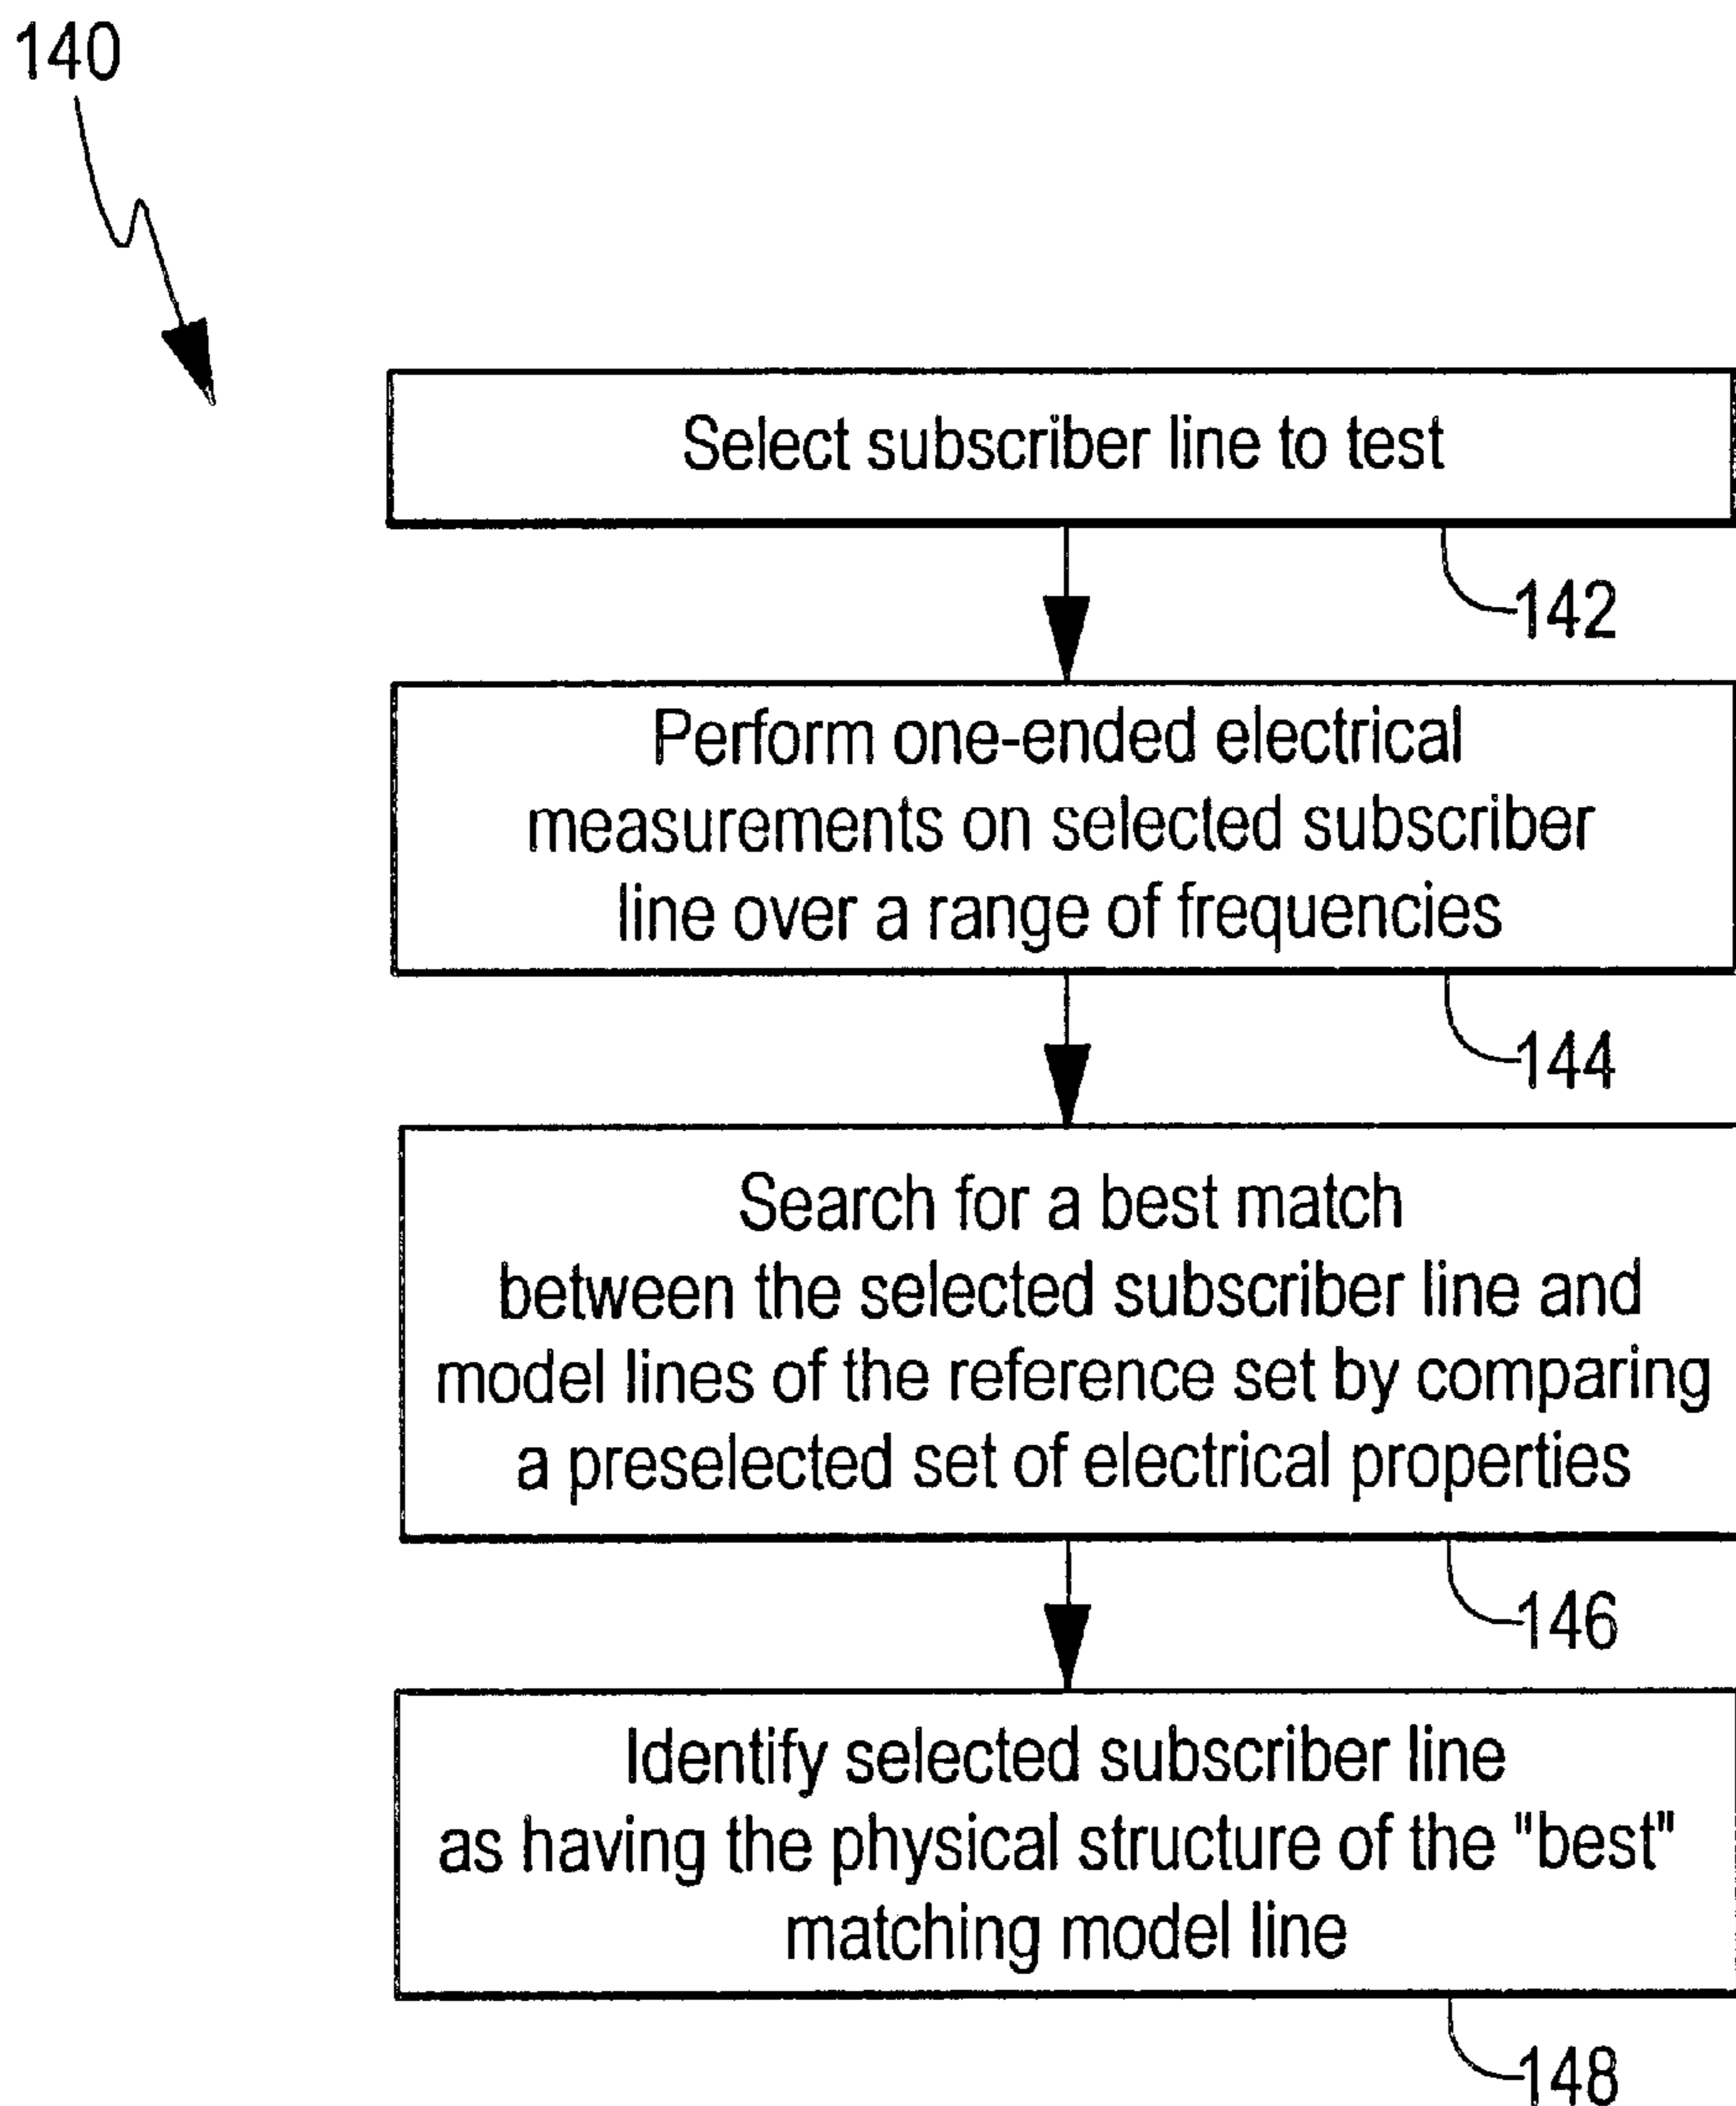 140
Select subscriber line to test
142
Perform one-ended electrical
measurements on selected subscriber
line over a range of frequencies
144
Search for a best match
between the selected subscriber line and
model lines of the reference set by comparing
a preselected set of electrical properties
146
Identify selected subscriber line
as having the physical structure of the "best"
matching model line
148